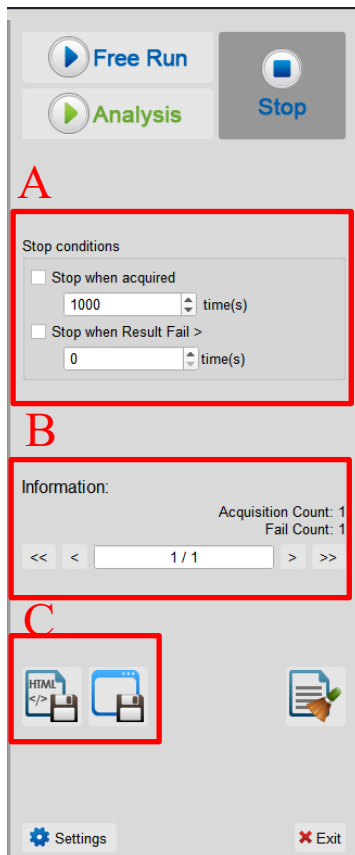 Free Run
Analysis
Stop
A
Stop conditions
Stop when acquired
1000 time(s)
Stop when Result Fail >
0 time(s)
B
Information:
Acquisition Count: 1
Fail Count: 1
<< < 1 / 1 > >>
C
HTML
</>
Settings
Exit